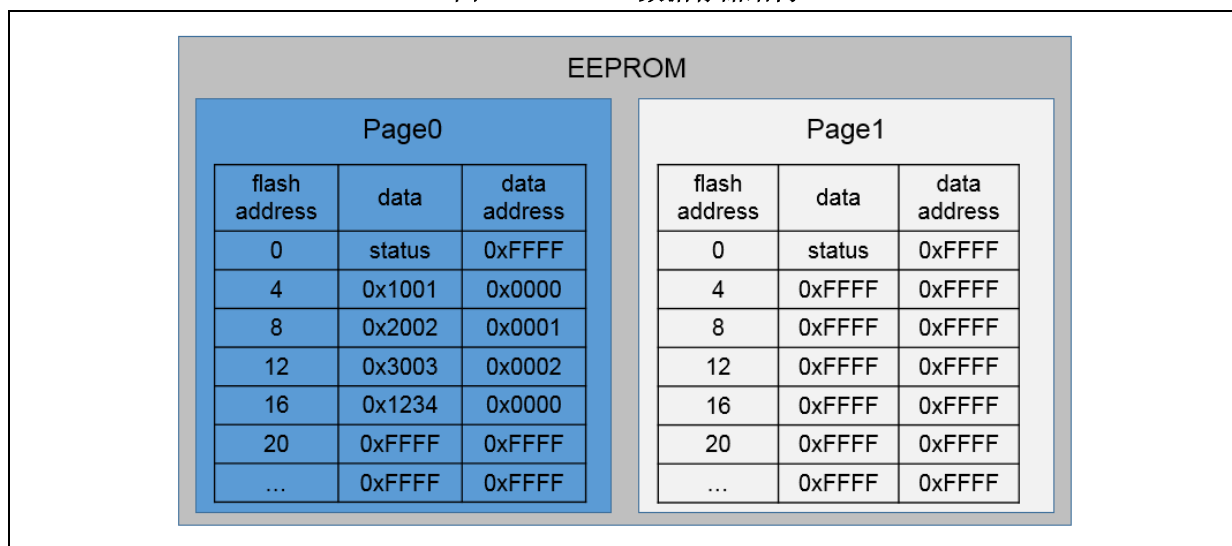 EEPROM
Page0
flash address data data address
0 status 0xFFFF
4 0x1001 0x0000
8 0x2002 0x0001
12 0x3003 0x0002
16 0x1234 0x0000
20 0xFFFF 0xFFFF
... 0xFFFF 0xFFFF
Page1
flash address data data address
0 status 0xFFFF
4 0xFFFF 0xFFFF
8 0xFFFF 0xFFFF
12 0xFFFF 0xFFFF
16 0xFFFF 0xFFFF
20 0xFFFF 0xFFFF
... 0xFFFF 0xFFFF